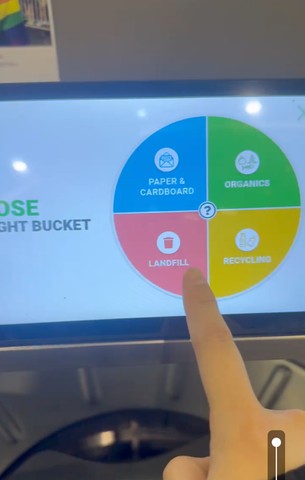 PAPER &
CARDBOARD
ORGANICS
?
OSE
GHT BUCKET
LANDFILL
RECYCLING